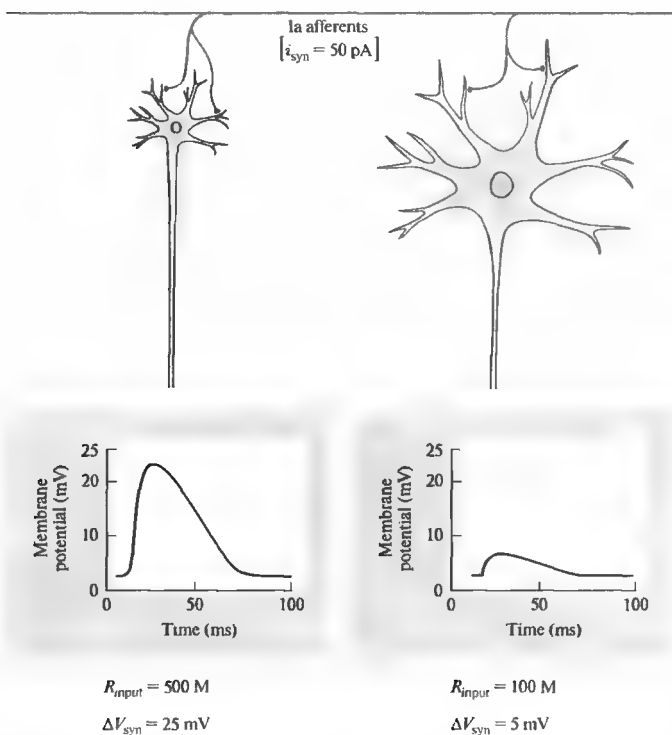 Ia afferents
[i_syn = 50 pA]
Membrane potential (mV)
25
20
10
0
0 50 100
Time (ms)
R_input = 500 M
ΔV_syn = 25 mV
Membrane potential (mV)
25
20
10
0
0 50 100
Time (ms)
R_input = 100 M
ΔV_syn = 5 mV